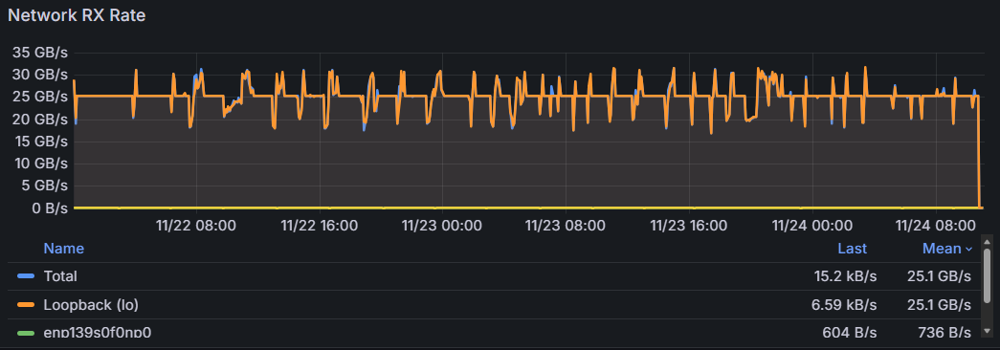 Network RX Rate
35 GB/s
30 GB/s
25 GB/s
20 GB/s
15 GB/s
10 GB/s
5 GB/s
0 B/s
11/22 08:00 11/22 16:00 11/23 00:00 11/23 08:00 11/23 16:00 11/24 00:00 11/24 08:00
Name Last Mean
Total 15.2 kB/s 25.1 GB/s
Loopback (lo) 6.59 kB/s 25.1 GB/s
enp139s0f0np0 604 B/s 736 B/s